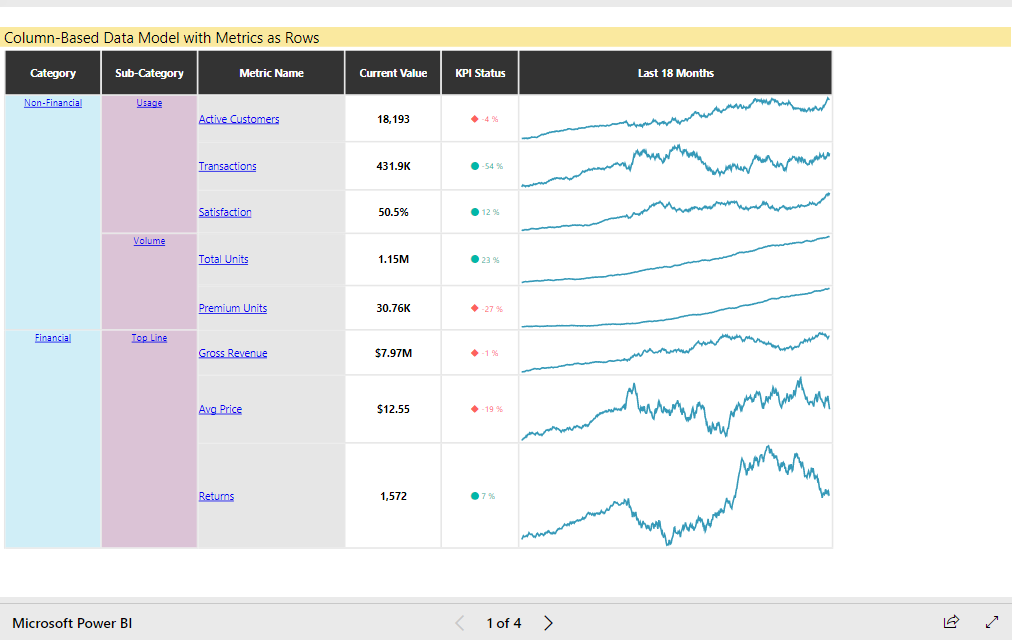 Column-Based Data Model with Metrics as Rows
Category Sub-Category Metric Name Current Value KPI Status Last 18 Months
Non-Financial Usage
Active Customers 18,193 -4 %
Transactions 431.9K -54 %
Satisfaction 50.5% 12 %
Volume
Total Units 1.15M 23 %
Premium Units 30.76K -27 %
Financial Top Line
Gross Revenue $7.97M -1 %
Avg Price $12.55 -19 %
Returns 1,572 7 %
Microsoft Power BI 1 of 4